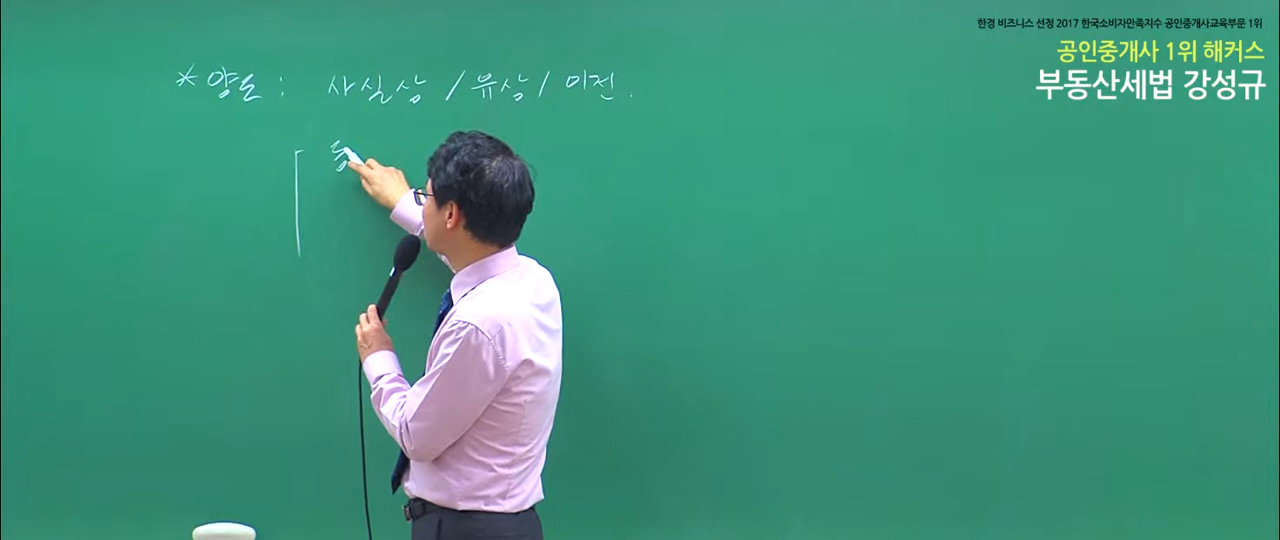 한경 비즈니스 선정 2017 한국소비자만족지수 공인중개사교육부문 1위
공인중개사 1위 해커스
부동산세법 강성규
* 양도 : 사실상 / 유상 / 이전.